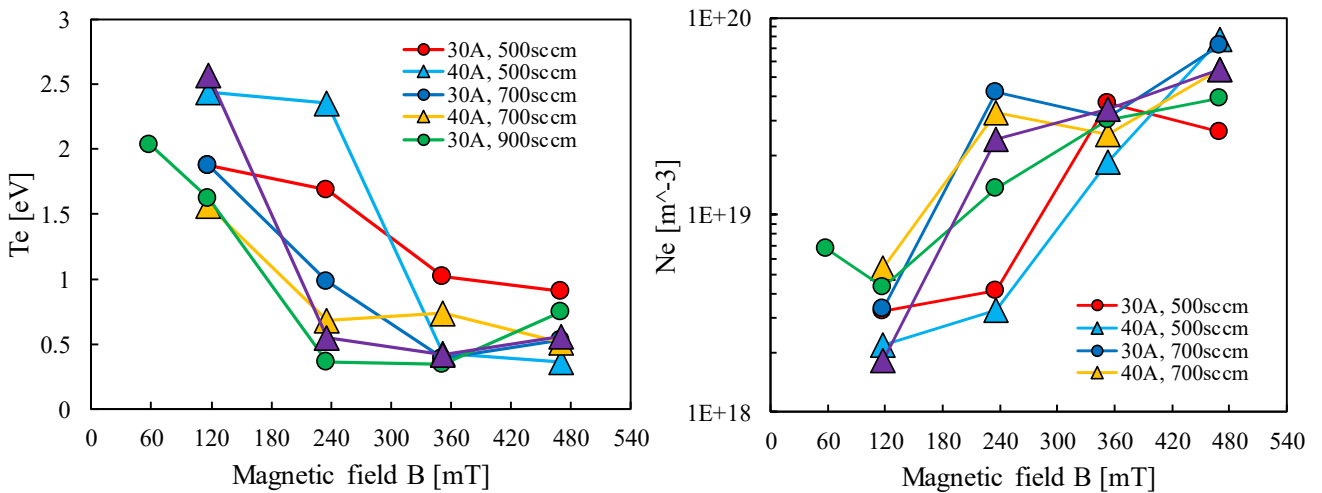 3
2.5
2
1.5
1
0.5
0
0
60
120
180
240
300
360
420
480
540
Te [eV]
Magnetic field B [mT]
30A, 500sccm
40A, 500sccm
30A, 700sccm
40A, 700sccm
30A, 900sccm
1E+20
1E+19
1E+18
0
60
120
180
240
300
360
420
480
540
Ne [m^-3]
Magnetic field B [mT]
30A, 500sccm
40A, 500sccm
30A, 700sccm
40A, 700sccm